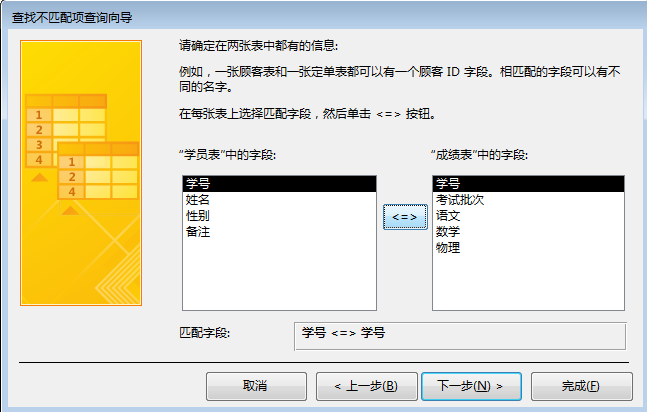 查找不匹配项查询向导
请确定在两张表中都有的信息:
例如，一张顾客表和一张定单表都可以有一个顾客 ID 字段。相匹配的字段可以有不
同的名字。
在每张表上选择匹配字段，然后单击 <=> 按钮。
“学员表”中的字段:
“成绩表”中的字段:
学号
姓名
性别
备注
<=>
学号
考试批次
语文
数学
物理
匹配字段:
学号 <=> 学号
1
2
3
4
1
2
4
取消
< 上一步(B)
下一步(N) >
完成(F)